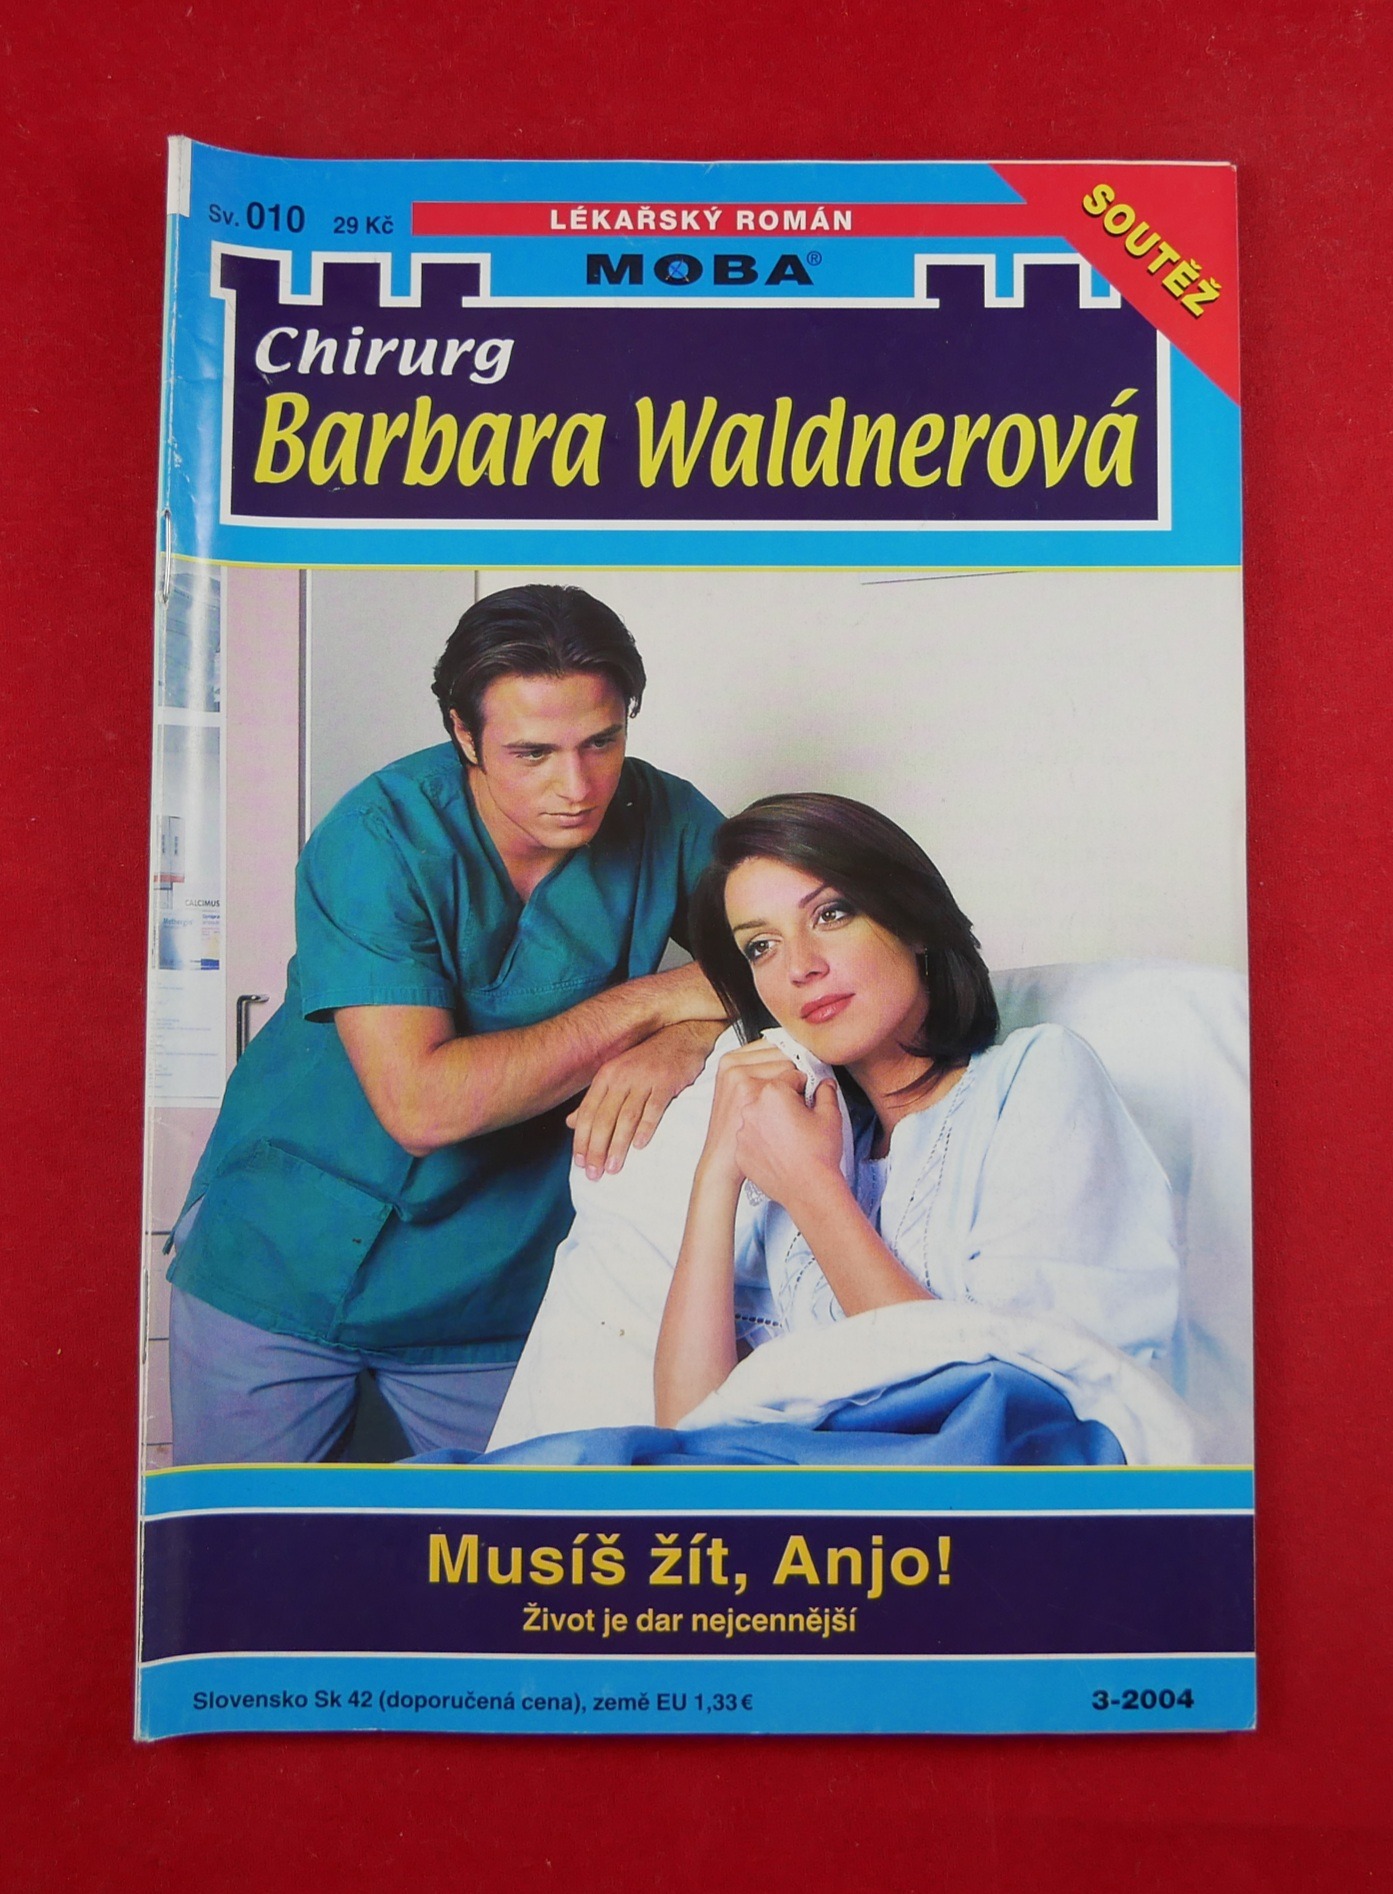 Sv. 010 29 Kč
LÉKAŘSKÝ ROMÁN
SOUTĚŽ
MOBA®
Chirurg
Barbara Waldnerová
CALCIMUS
Musíš žít, Anjo!
Život je dar nejcennější
Slovensko Sk 42 (doporučená cena), země EU 1,33 €
3-2004